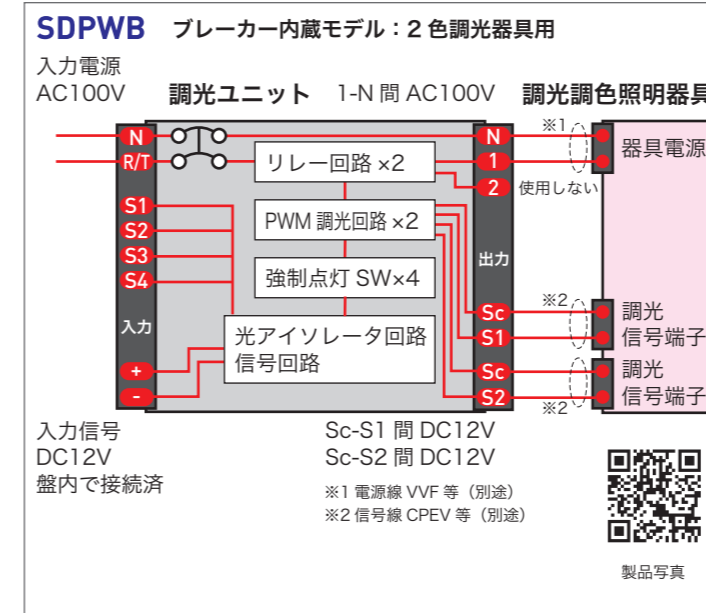 SDPWB ブレーカー内蔵モデル：2 色調光器具用
入力電源
AC100V
調光ユニット
1-N 間 AC100V
調光調色照明器具
N
R/T
S1
S2
S3
S4
入力
+
-
リレー回路 ×2
PWM 調光回路 ×2
強制点灯 SW×4
光アイソレータ回路
信号回路
N
1
2
使用しない
出力
Sc
S1
Sc
S2
※1
※2
※2
器具電源
調光
信号端子
調光
信号端子
入力信号
DC12V
盤内で接続済
Sc-S1 間 DC12V
Sc-S2 間 DC12V
※1 電源線 VVF 等（別途）
※2 信号線 CPEV 等（別途）
製品写真